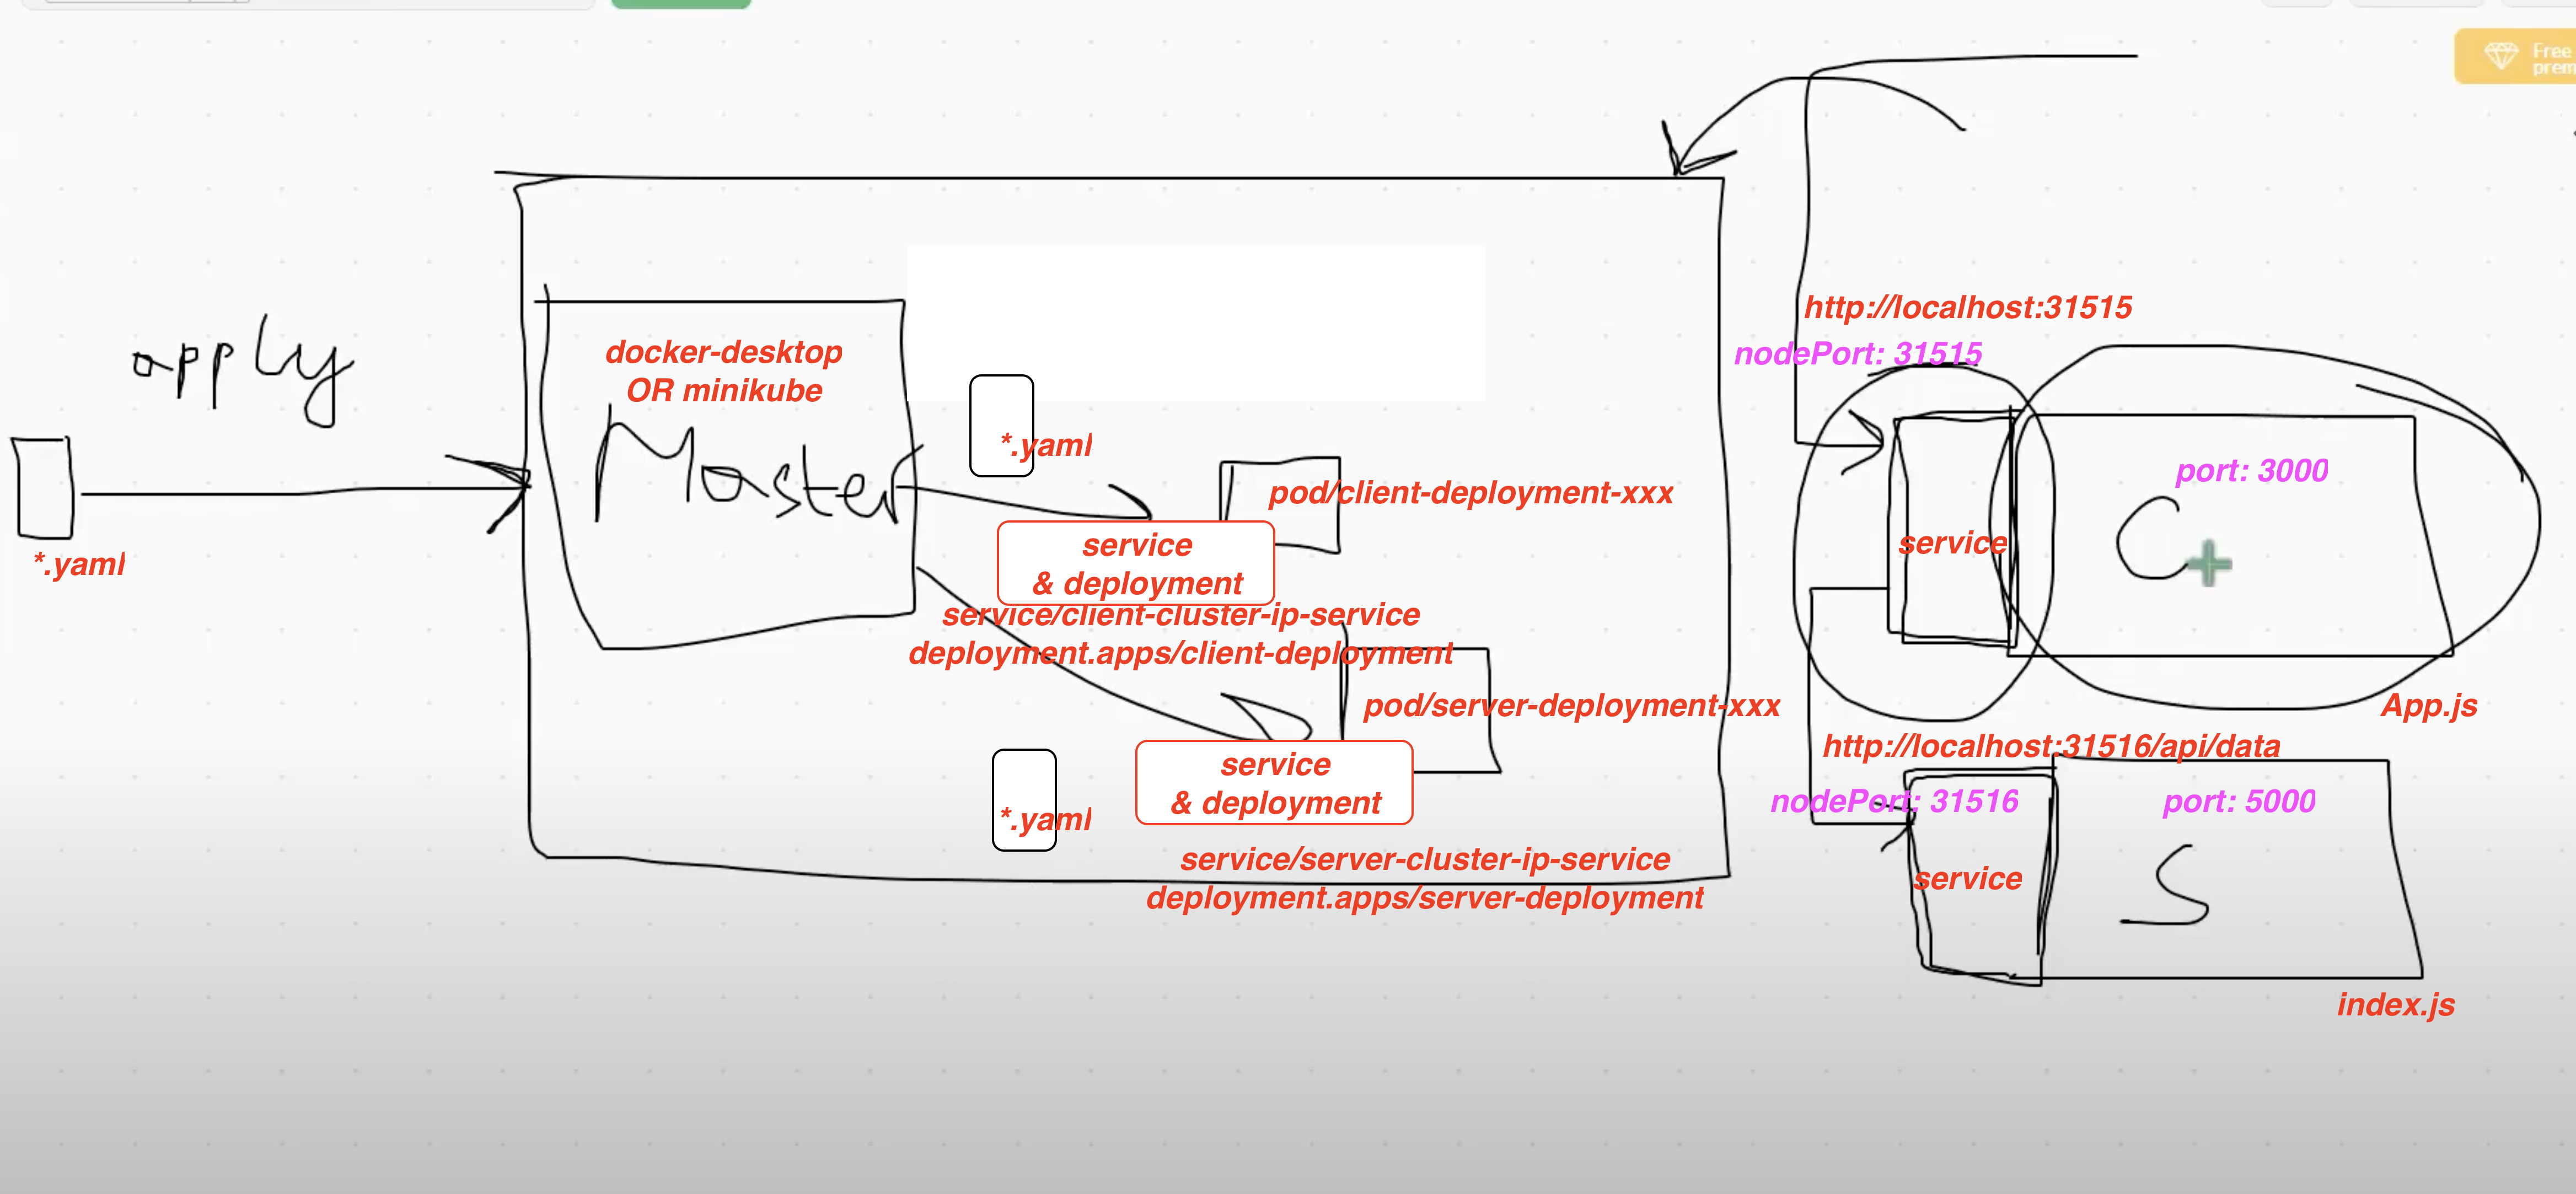 Free
prem
apply
*.yaml
docker-desktop
OR minikube
Master
*.yaml
pod/client-deployment-xxx
service
& deployment
service/client-cluster-ip-service
deployment.apps/client-deployment
pod/server-deployment-xxx
service
& deployment
*.yaml
service/server-cluster-ip-service
deployment.apps/server-deployment
http://localhost:31515
nodePort: 31515
port: 3000
service
C
App.js
http://localhost:31516/api/data
nodePort: 31516
port: 5000
service
S
index.js